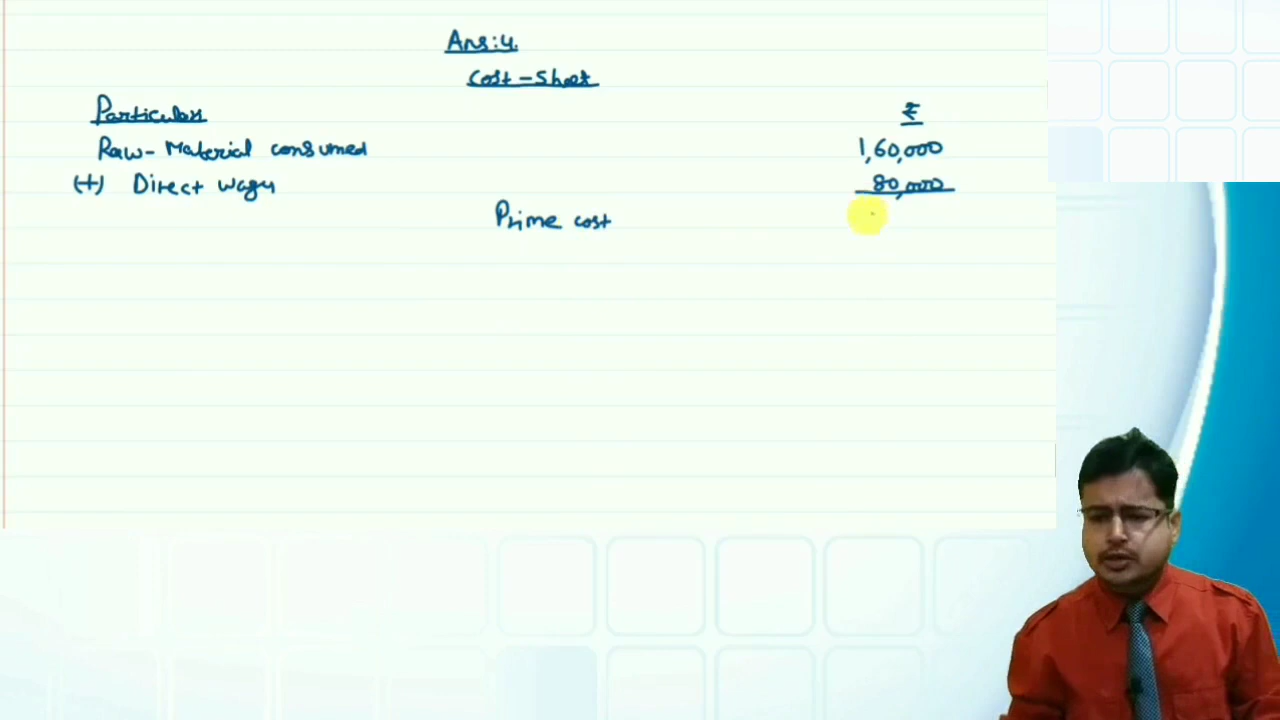 Ans:4.
Cost-Sheet
Particulars ₹
Raw-Material consumed 1,60,000
(+) Direct wages 80,000
Prime cost